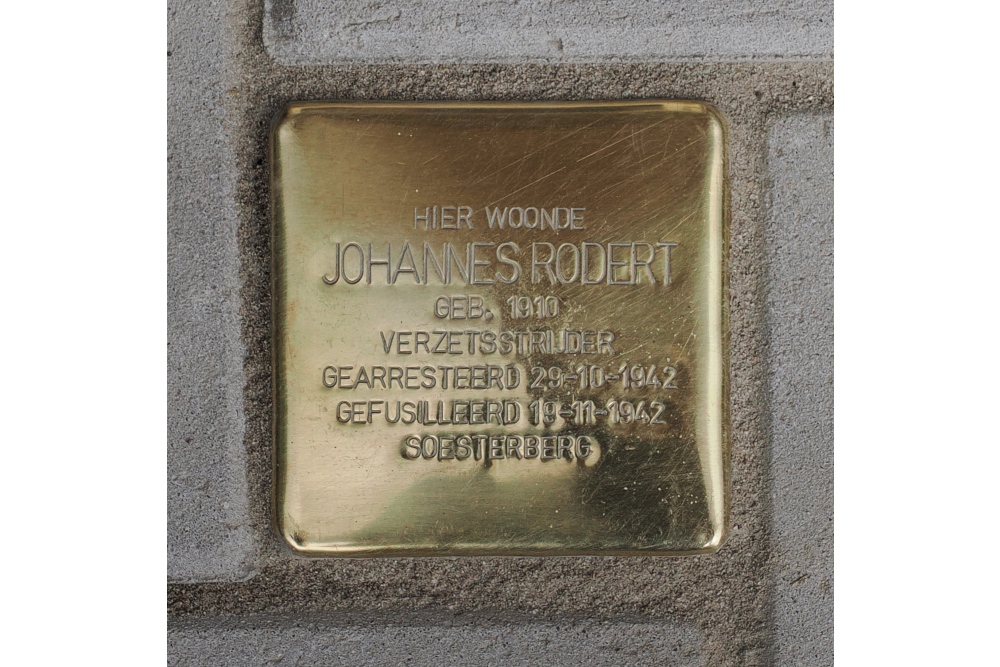 HIER WOONDE
JOHANNES RODERT
GEB. 1910
VERZETSSTRIJDER
GEARRESTEERD 29-10-1942
GEFUSILLEERD 19-11-1942
SOESTERBERG